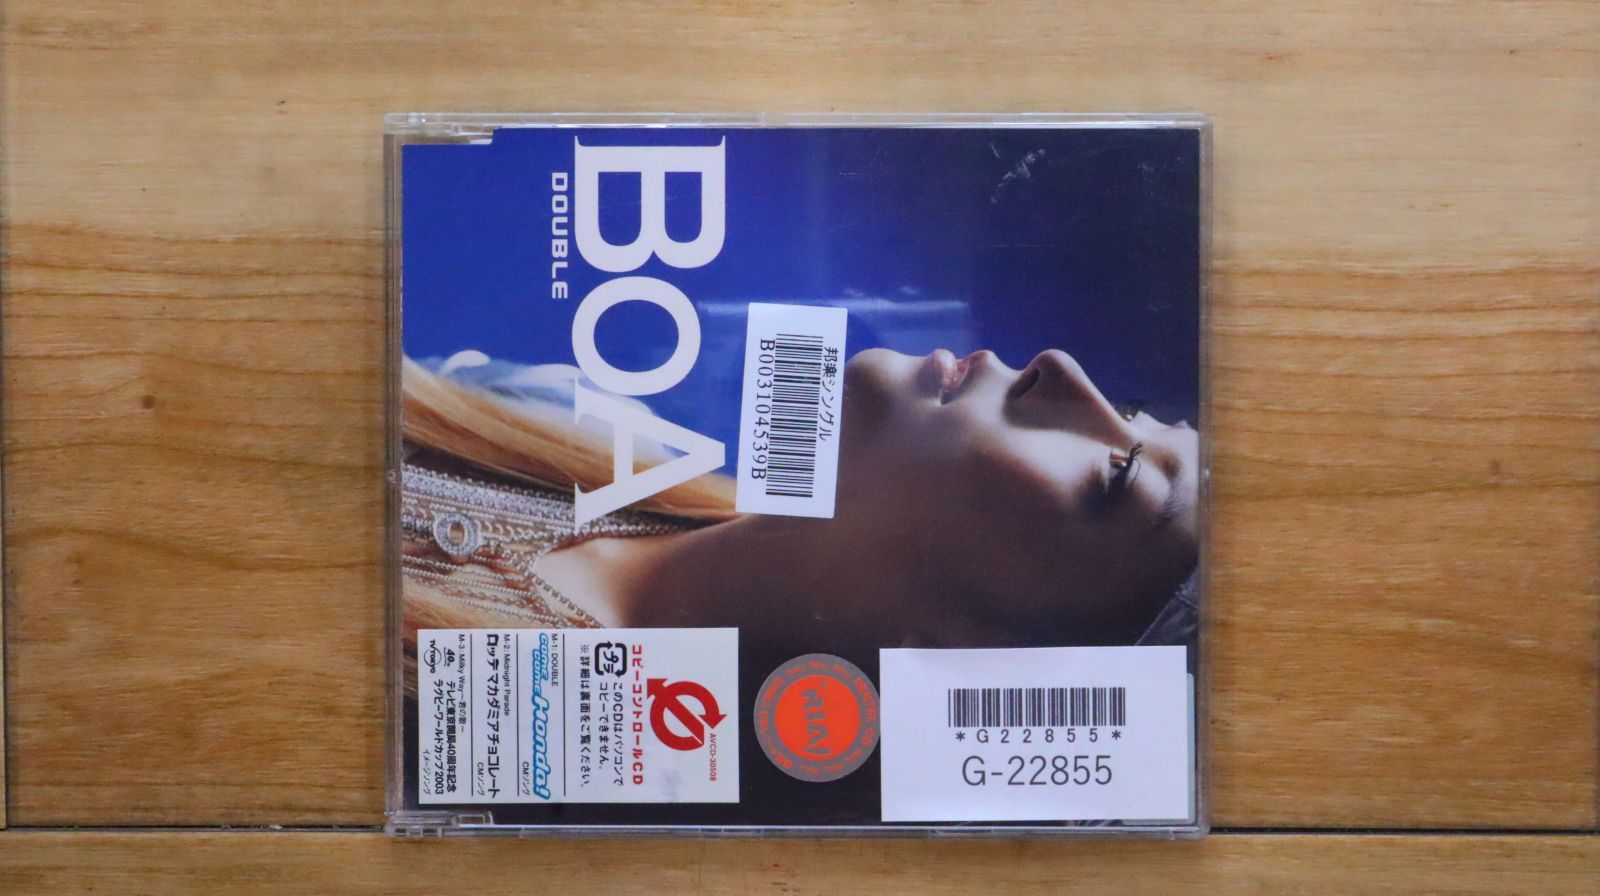 BOA
DOUBLE
邦楽シングル
B003104539B
AVCD-30508
コピーコントロールCD
このCDはパソコンで
コピーできません。
※詳細は裏面をご覧ください。
M-1: DOUBLE
COME COME Honda!
CMソング
M-2: Midnight Parade
ロッテマカダミアチョコレート
CMソング
M-3: Milky Way〜君の歌〜
40th テレビ東京開局40周年記念
TV TOKYO ラグビーワールドカップ2003
イメージソング
RIAJ
*G22855*
G-22855